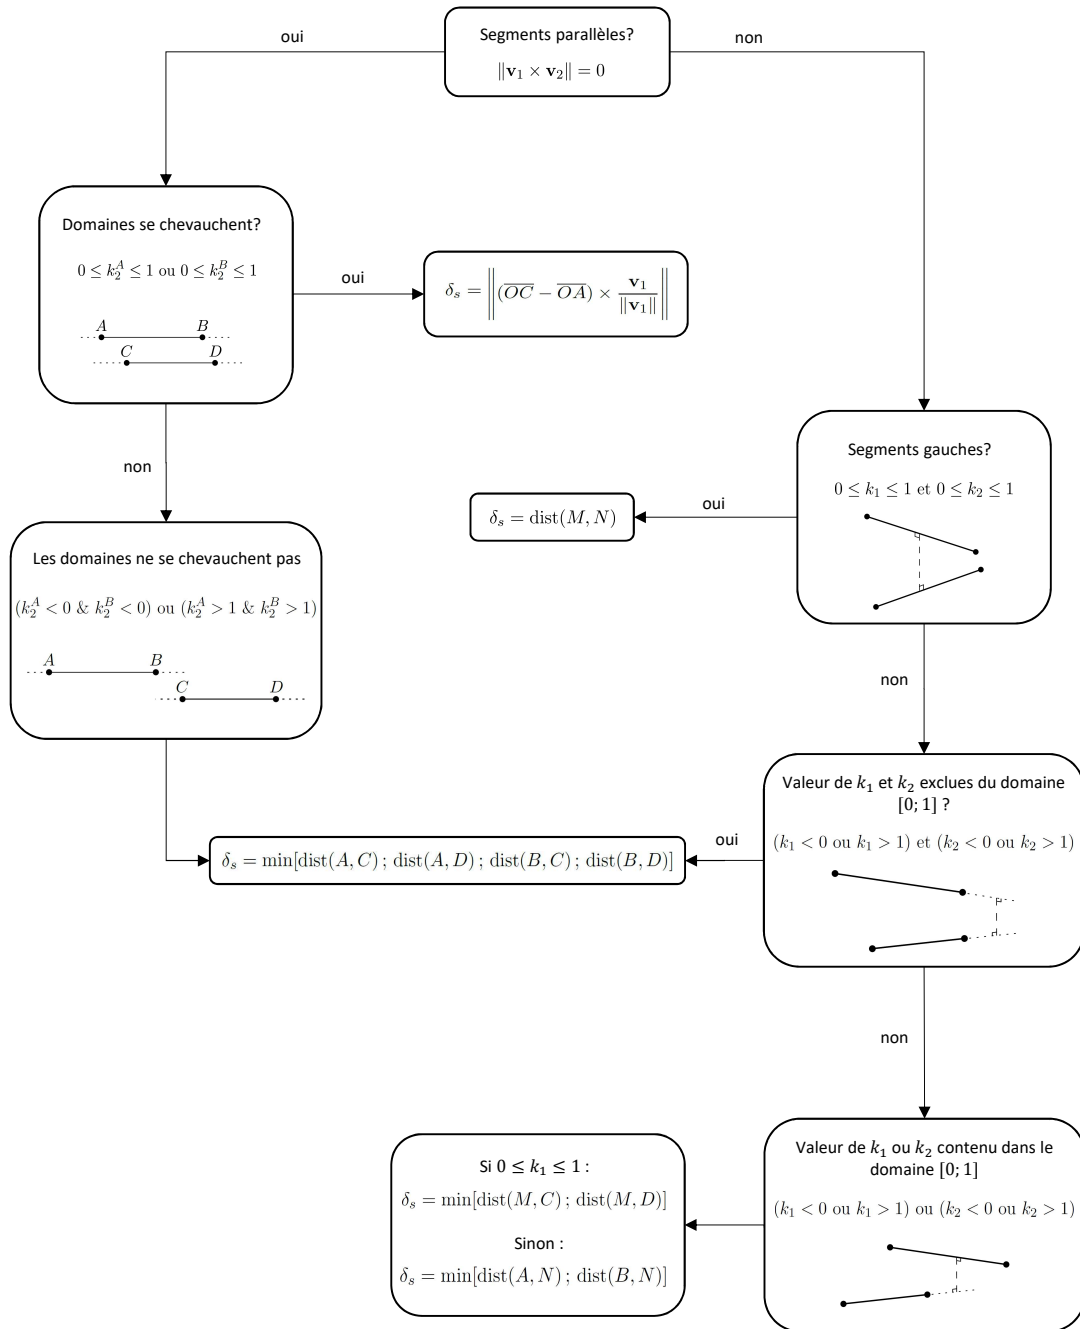 Segments parallèles?
‖v₁ × v₂‖ = 0
oui
non
Domaines se chevauchent?
0 ≤ k₂ᴬ ≤ 1 ou 0 ≤ k₂ᴮ ≤ 1
A B
C D
oui
δₛ = ‖(OC − OA) × v₁/‖v₁‖‖
non
Les domaines ne se chevauchent pas
(k₂ᴬ < 0 & k₂ᴮ < 0) ou (k₂ᴬ > 1 & k₂ᴮ > 1)
A B
C D
Segments gauches?
0 ≤ k₁ ≤ 1 et 0 ≤ k₂ ≤ 1
oui
δₛ = dist(M, N)
non
Valeur de k₁ et k₂ exclues du domaine
[0; 1] ?
(k₁ < 0 ou k₁ > 1) et (k₂ < 0 ou k₂ > 1)
oui
δₛ = min[dist(A, C) ; dist(A, D) ; dist(B, C) ; dist(B, D)]
non
Valeur de k₁ ou k₂ contenu dans le
domaine [0; 1]
(k₁ < 0 ou k₁ > 1) ou (k₂ < 0 ou k₂ > 1)
Si 0 ≤ k₁ ≤ 1 :
δₛ = min[dist(M, C) ; dist(M, D)]
Sinon :
δₛ = min[dist(A, N) ; dist(B, N)]